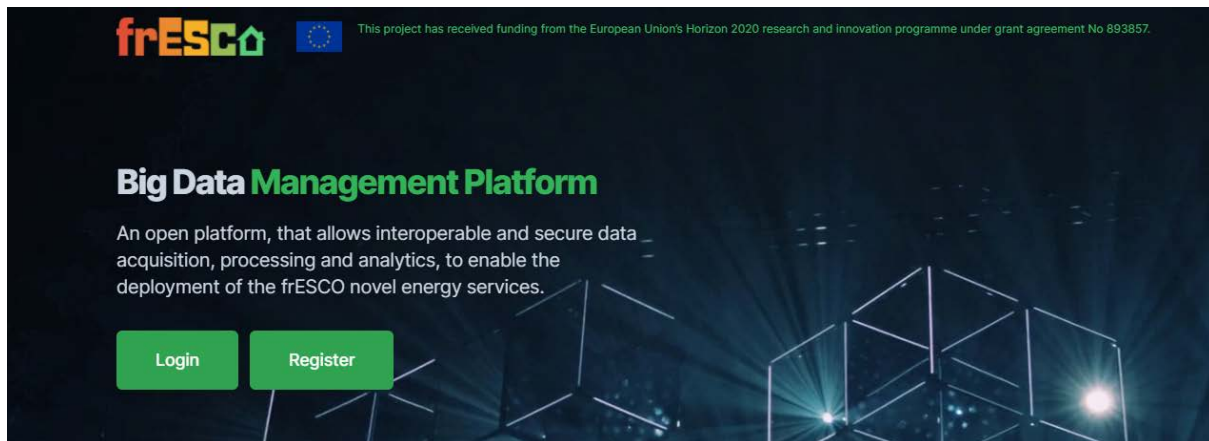 frESCO
This project has received funding from the European Union's Horizon 2020 research and innovation programme under grant agreement No 893857.
Big Data Management Platform
An open platform, that allows interoperable and secure data
acquisition, processing and analytics, to enable the
deployment of the frESCO novel energy services.
Login
Register